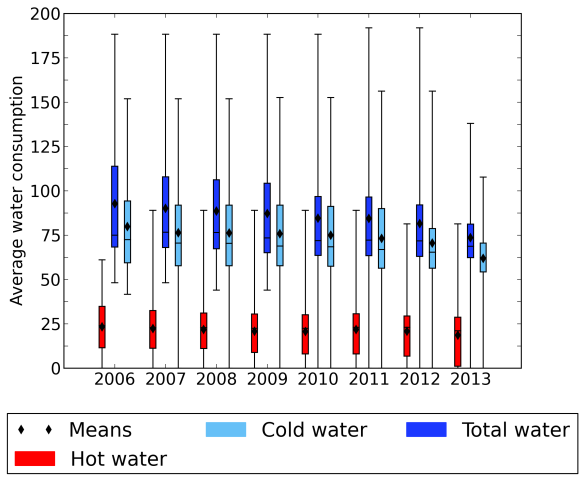 200
175
150
125
100
75
50
25
0
Average water consumption
2006 2007 2008 2009 2010 2011 2012 2013
Means Cold water Total water
Hot water